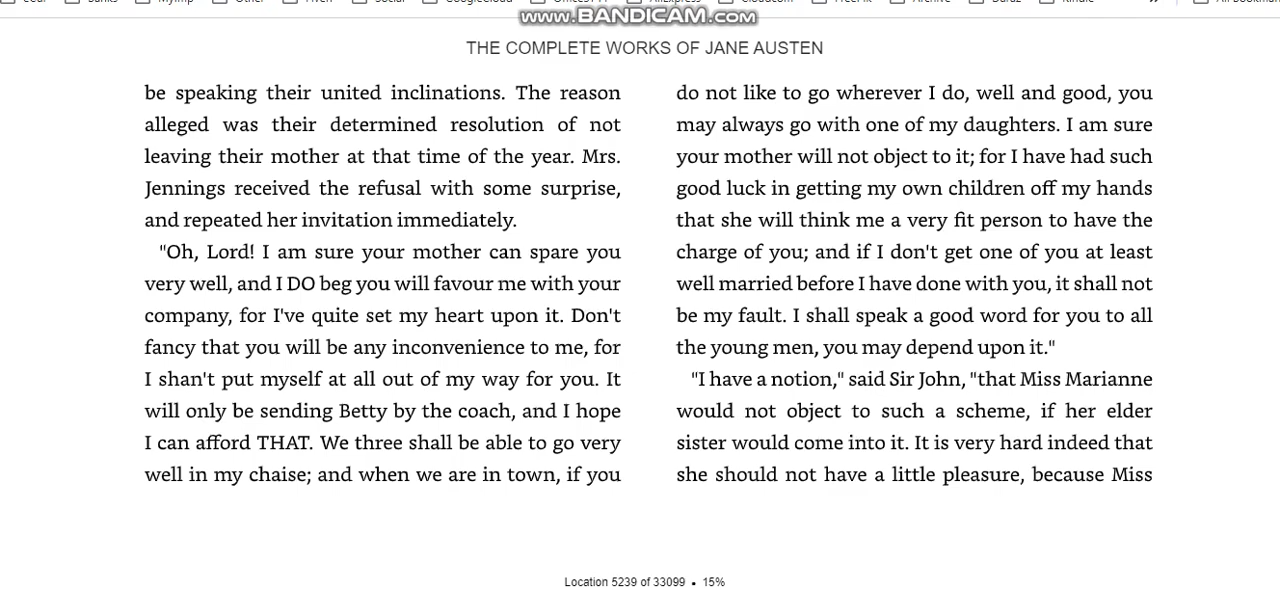 www.BANDICAM.com
THE COMPLETE WORKS OF JANE AUSTEN
be speaking their united inclinations. The reason
alleged was their determined resolution of not
leaving their mother at that time of the year. Mrs.
Jennings received the refusal with some surprise,
and repeated her invitation immediately.
"Oh, Lord! I am sure your mother can spare you
very well, and I DO beg you will favour me with your
company, for I've quite set my heart upon it. Don't
fancy that you will be any inconvenience to me, for
I shan't put myself at all out of my way for you. It
will only be sending Betty by the coach, and I hope
I can afford THAT. We three shall be able to go very
well in my chaise; and when we are in town, if you
do not like to go wherever I do, well and good, you
may always go with one of my daughters. I am sure
your mother will not object to it; for I have had such
good luck in getting my own children off my hands
that she will think me a very fit person to have the
charge of you; and if I don't get one of you at least
well married before I have done with you, it shall not
be my fault. I shall speak a good word for you to all
the young men, you may depend upon it."
"I have a notion," said Sir John, "that Miss Marianne
would not object to such a scheme, if her elder
sister would come into it. It is very hard indeed that
she should not have a little pleasure, because Miss
Location 5239 of 33099 • 15%